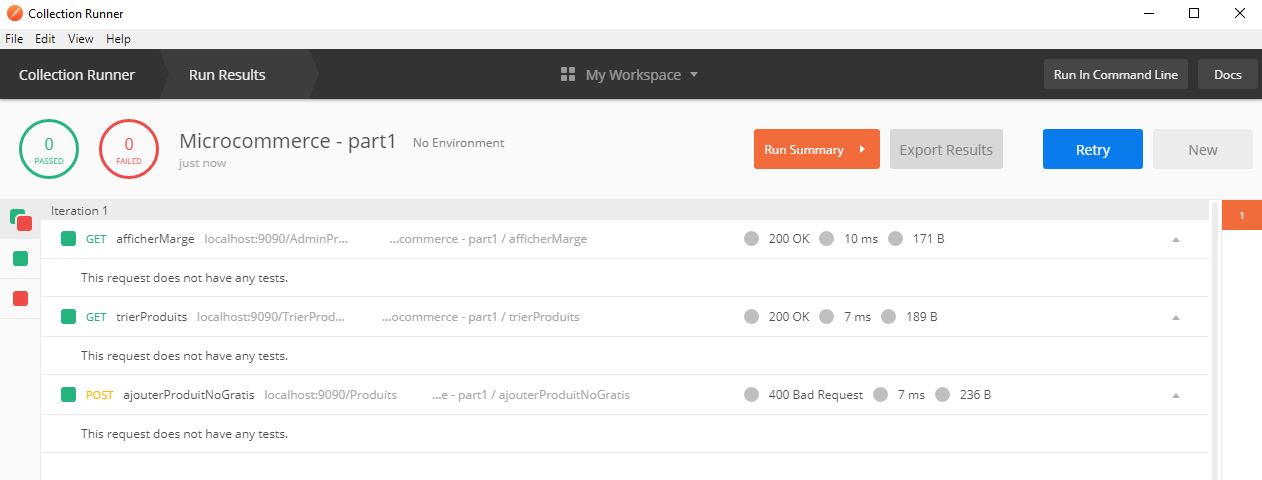 Collection Runner
File Edit View Help
Collection Runner Run Results My Workspace Run In Command Line Docs
0 PASSED 0 FAILED Microcommerce - part1 No Environment just now Run Summary Export Results Retry New
Iteration 1 1
GET afficherMarge localhost:9090/AdminPr... ...commerce - part1 / afficherMarge 200 OK 10 ms 171 B
This request does not have any tests.
GET trierProduits localhost:9090/TrierProd... ...ocommerce - part1 / trierProduits 200 OK 7 ms 189 B
This request does not have any tests.
POST ajouterProduitNoGratis localhost:9090/Produits ...e - part1 / ajouterProduitNoGratis 400 Bad Request 7 ms 236 B
This request does not have any tests.